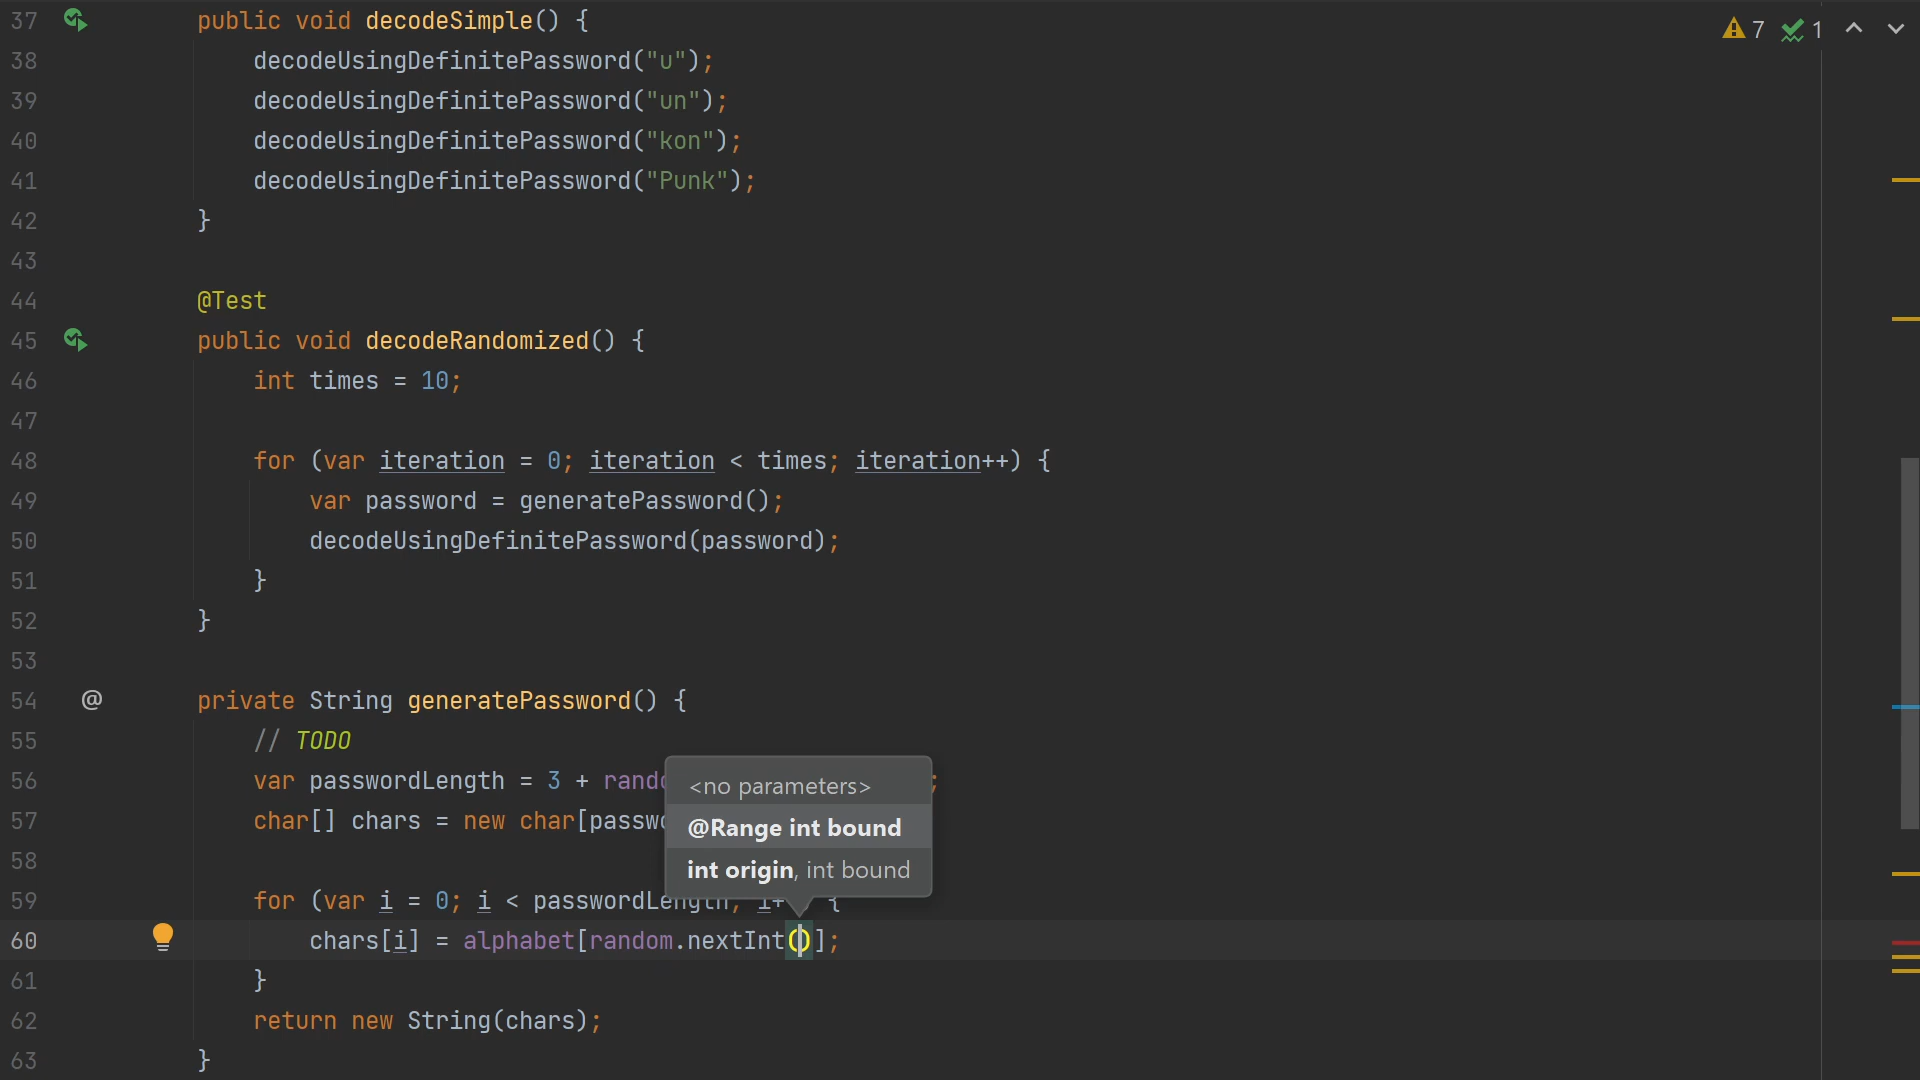 37 public void decodeSimple() {
38 decodeUsingDefinitePassword("u");
39 decodeUsingDefinitePassword("un");
40 decodeUsingDefinitePassword("kon");
41 decodeUsingDefinitePassword("Punk");
42 }
43
44 @Test
45 public void decodeRandomized() {
46 int times = 10;
47
48 for (var iteration = 0; iteration < times; iteration++) {
49 var password = generatePassword();
50 decodeUsingDefinitePassword(password);
51 }
52 }
53
54 @ private String generatePassword() {
55 // TODO
56 var passwordLength = 3 + ;
57 char[] chars = new char[
58
59 for (var i = 0; i < passwordLength; i+ {
60 chars[i] = alphabet[random.nextInt()];
61 }
62 return new String(chars);
63 }
<no parameters>
@Range int bound
int origin, int bound
7 1